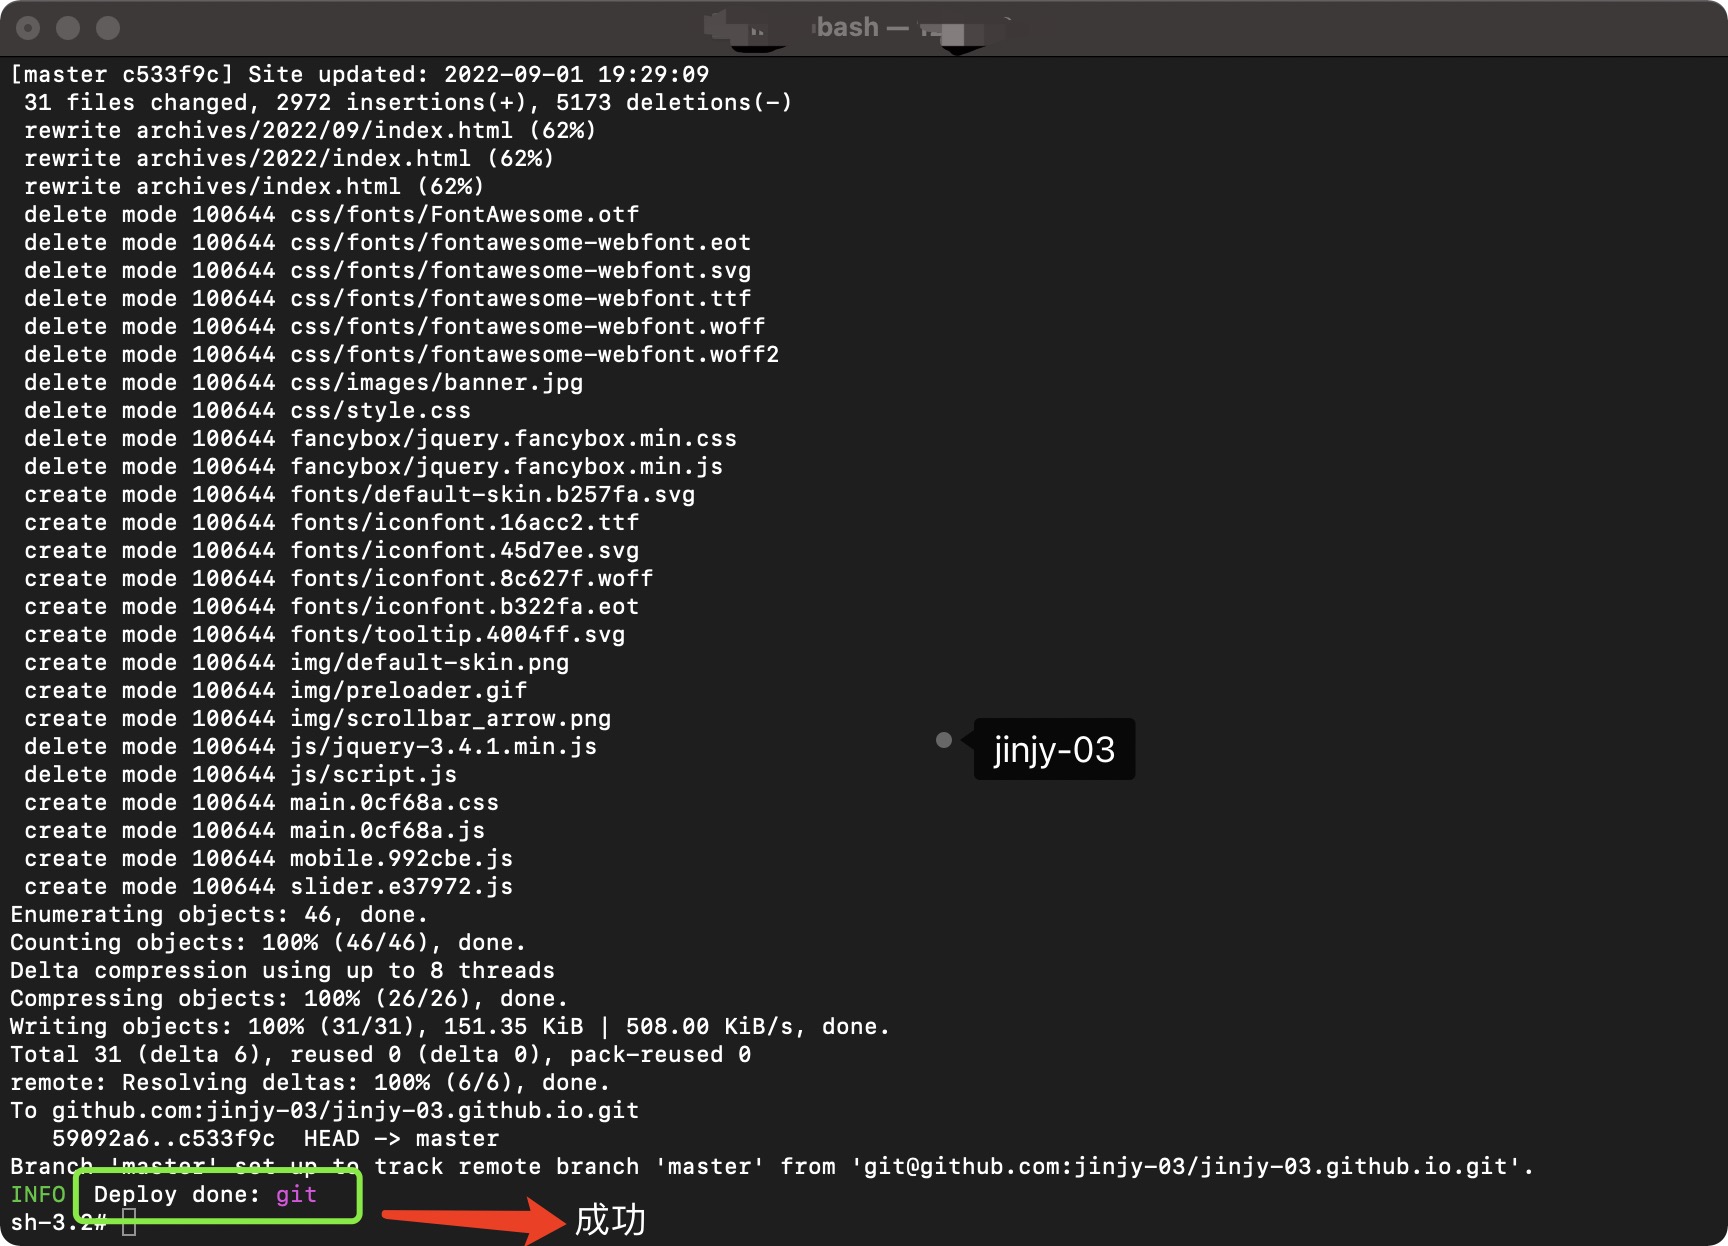 bash —
[master c533f9c] Site updated: 2022-09-01 19:29:09
31 files changed, 2972 insertions(+), 5173 deletions(-)
rewrite archives/2022/09/index.html (62%)
rewrite archives/2022/index.html (62%)
rewrite archives/index.html (62%)
delete mode 100644 css/fonts/FontAwesome.otf
delete mode 100644 css/fonts/fontawesome-webfont.eot
delete mode 100644 css/fonts/fontawesome-webfont.svg
delete mode 100644 css/fonts/fontawesome-webfont.ttf
delete mode 100644 css/fonts/fontawesome-webfont.woff
delete mode 100644 css/fonts/fontawesome-webfont.woff2
delete mode 100644 css/images/banner.jpg
delete mode 100644 css/style.css
delete mode 100644 fancybox/jquery.fancybox.min.css
delete mode 100644 fancybox/jquery.fancybox.min.js
create mode 100644 fonts/default-skin.b257fa.svg
create mode 100644 fonts/iconfont.16acc2.ttf
create mode 100644 fonts/iconfont.45d7ee.svg
create mode 100644 fonts/iconfont.8c627f.woff
create mode 100644 fonts/iconfont.b322fa.eot
create mode 100644 fonts/tooltip.4004ff.svg
create mode 100644 img/default-skin.png
create mode 100644 img/preloader.gif
create mode 100644 img/scrollbar_arrow.png
delete mode 100644 js/jquery-3.4.1.min.js
jinjy-03
delete mode 100644 js/script.js
create mode 100644 main.0cf68a.css
create mode 100644 main.0cf68a.js
create mode 100644 mobile.992cbe.js
create mode 100644 slider.e37972.js
Enumerating objects: 46, done.
Counting objects: 100% (46/46), done.
Delta compression using up to 8 threads
Compressing objects: 100% (26/26), done.
Writing objects: 100% (31/31), 151.35 KiB | 508.00 KiB/s, done.
Total 31 (delta 6), reused 0 (delta 0), pack-reused 0
remote: Resolving deltas: 100% (6/6), done.
To github.com:jinjy-03/jinjy-03.github.io.git
59092a6..c533f9c  HEAD -> master
Branch 'master' set up to track remote branch 'master' from 'git@github.com:jinjy-03/jinjy-03.github.io.git'.
INFO  Deploy done: git
sh-3.2#
成功